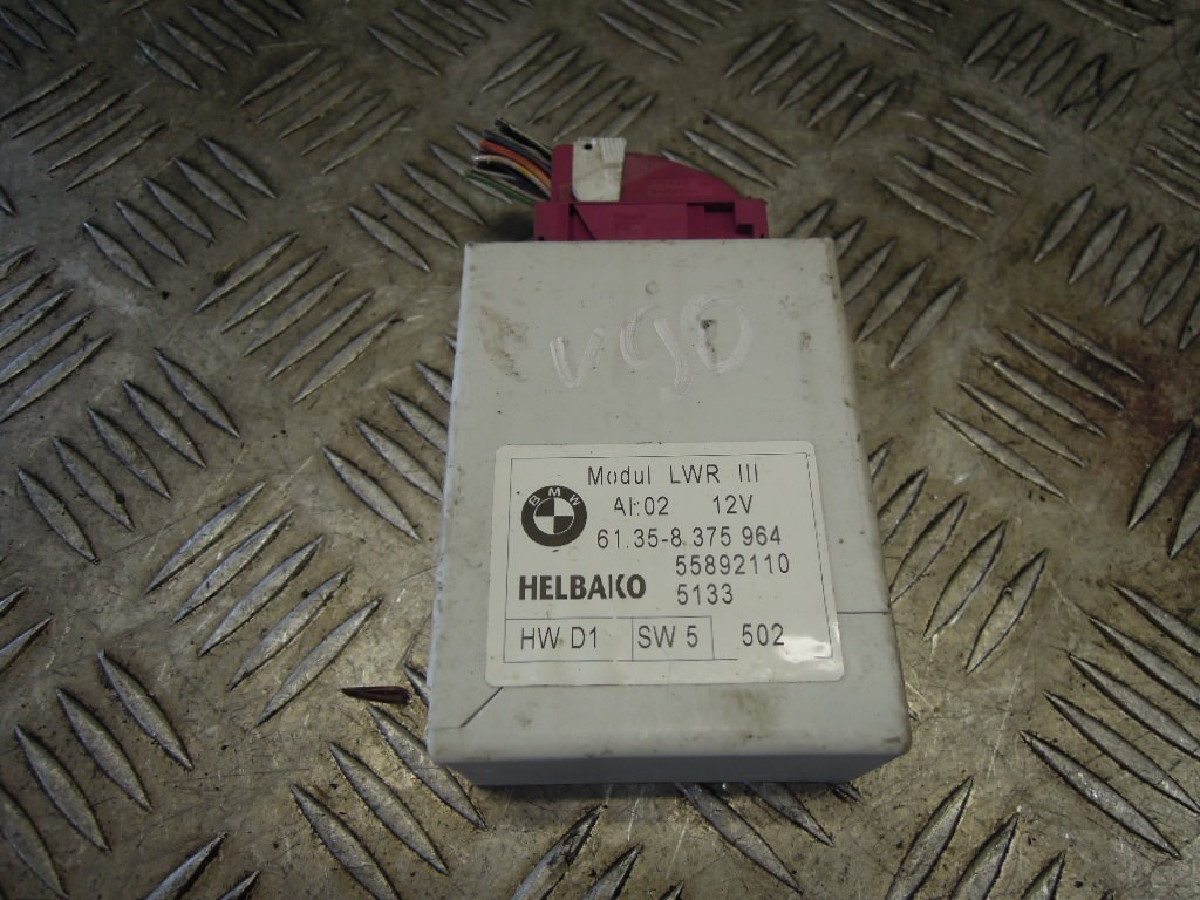 V90
Modul LWR III
BMW
AI:02 12V
61.35-8.375 964
55892110
HELBAKO
5133
HW D1 SW 5 502